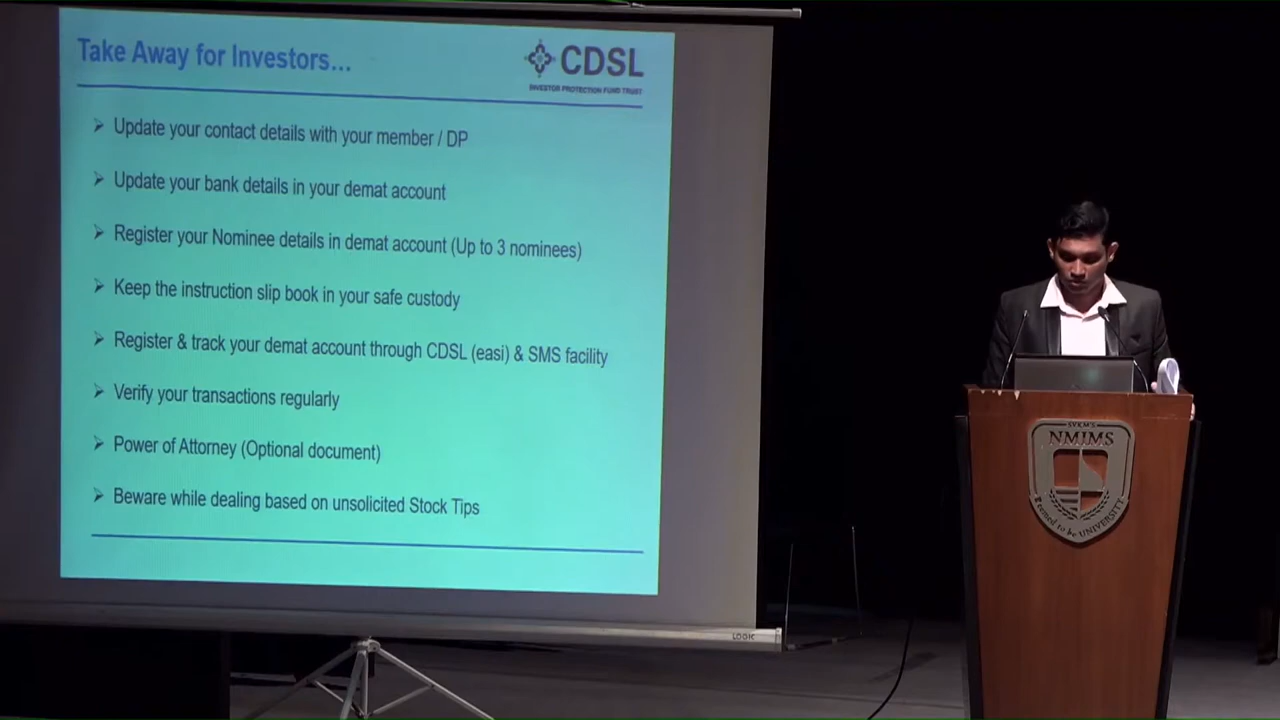 Take Away for Investors...
CDSL
INVESTOR PROTECTION FUND TRUST
➢ Update your contact details with your member / DP
➢ Update your bank details in your demat account
➢ Register your Nominee details in demat account (Up to 3 nominees)
➢ Keep the instruction slip book in your safe custody
➢ Register & track your demat account through CDSL (easi) & SMS facility
➢ Verify your transactions regularly
➢ Power of Attorney (Optional document)
➢ Beware while dealing based on unsolicited Stock Tips
LOGIC
SVKM'S
NMIMS
Deemed to be UNIVERSITY